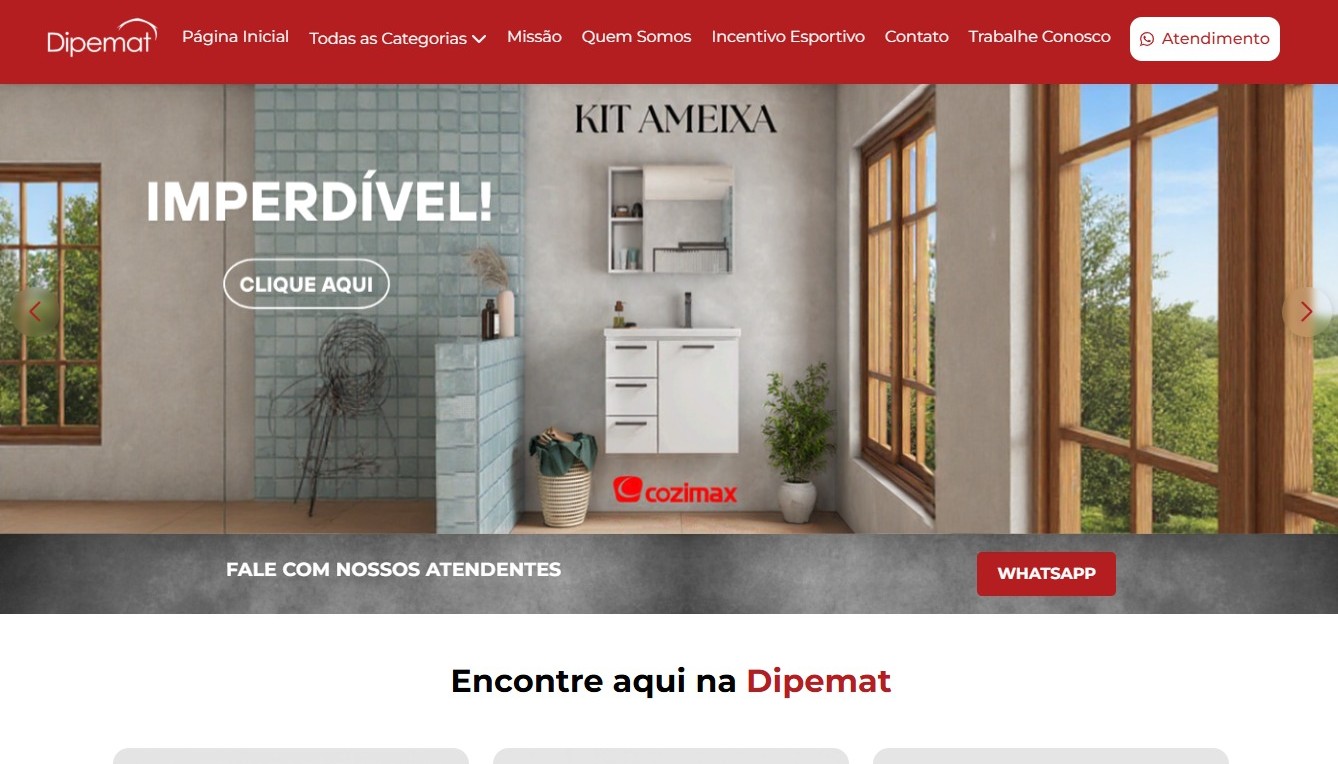 Dipemat
Página Inicial
Todas as Categorias
Missão
Quem Somos
Incentivo Esportivo
Contato
Trabalhe Conosco
Atendimento
KIT AMEIXA
IMPERDÍVEL!
CLIQUE AQUI
cozimax
FALE COM NOSSOS ATENDENTES
WHATSAPP
Encontre aqui na Dipemat